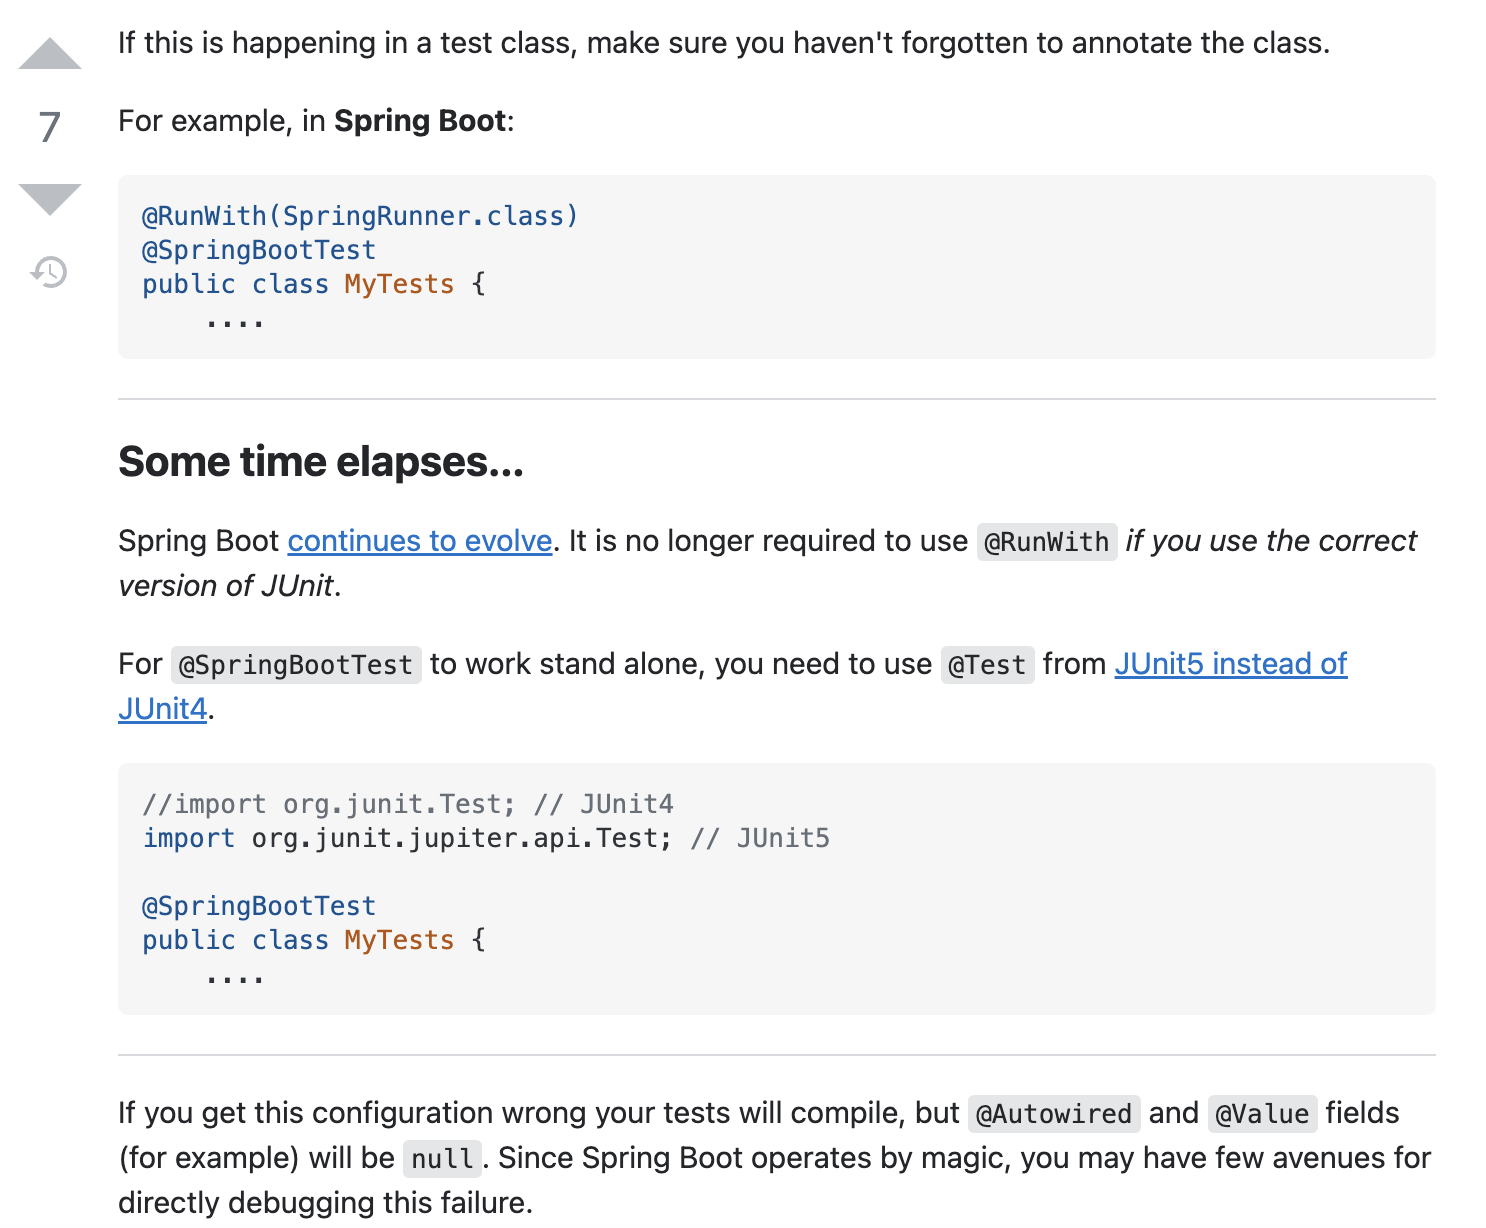 If this is happening in a test class, make sure you haven't forgotten to annotate the class.
7
For example, in Spring Boot:
@RunWith(SpringRunner.class)
@SpringBootTest
public class MyTests {
    ....
Some time elapses...
Spring Boot continues to evolve. It is no longer required to use @RunWith if you use the correct
version of JUnit.
For @SpringBootTest to work stand alone, you need to use @Test from JUnit5 instead of
JUnit4.
//import org.junit.Test; // JUnit4
import org.junit.jupiter.api.Test; // JUnit5
@SpringBootTest
public class MyTests {
    ....
If you get this configuration wrong your tests will compile, but @Autowired and @Value fields
(for example) will be null. Since Spring Boot operates by magic, you may have few avenues for
directly debugging this failure.